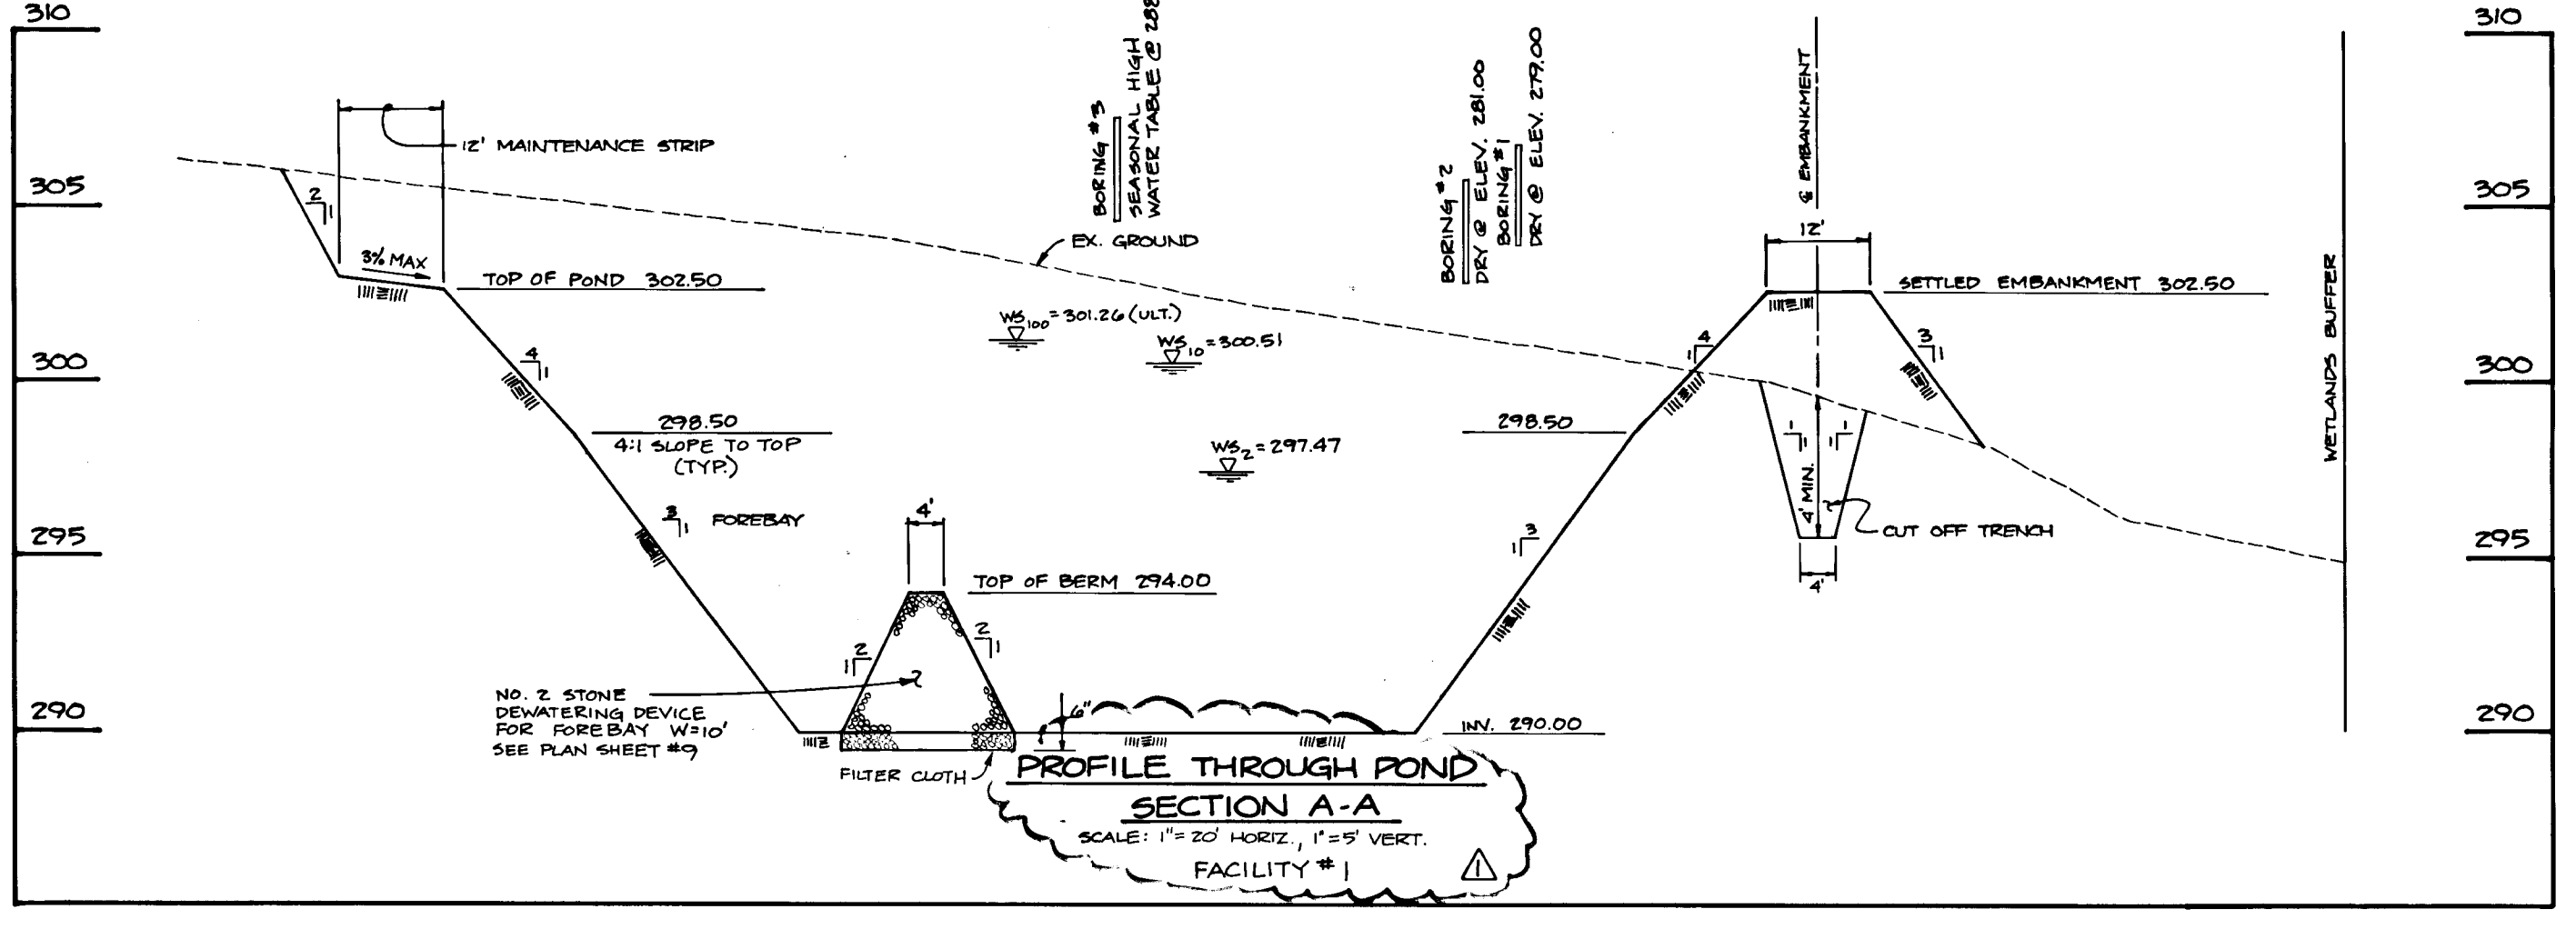 310
310
BORING #3
SEASONAL HIGH
WATER TABLE @ 288
BORING #2
DRY @ ELEV. 281.00
BORING #1
DRY @ ELEV. 279.00
℄ EMBANKMENT
12' MAINTENANCE STRIP
305
305
2
1
3% MAX
TOP OF POND 302.50
EX. GROUND
12'
SETTLED EMBANKMENT 302.50
WETLANDS BUFFER
WS100 = 301.26 (ULT.)
WS10 = 300.51
4
1
4
1
3
1
300
300
298.50
4:1 SLOPE TO TOP
(TYP.)
WS2 = 297.47
298.50
1
1
1
1
4' MIN.
3
1
FOREBAY
4'
3
1
CUT OFF TRENCH
295
295
TOP OF BERM 294.00
4'
2
1
2
1
NO. 2 STONE
DEWATERING DEVICE
FOR FOREBAY W=10'
SEE PLAN SHEET #9
6"
290
INV. 290.00
290
FILTER CLOTH
PROFILE THROUGH POND
SECTION A-A
SCALE: 1"= 20' HORIZ., 1"=5' VERT.
FACILITY #1
1